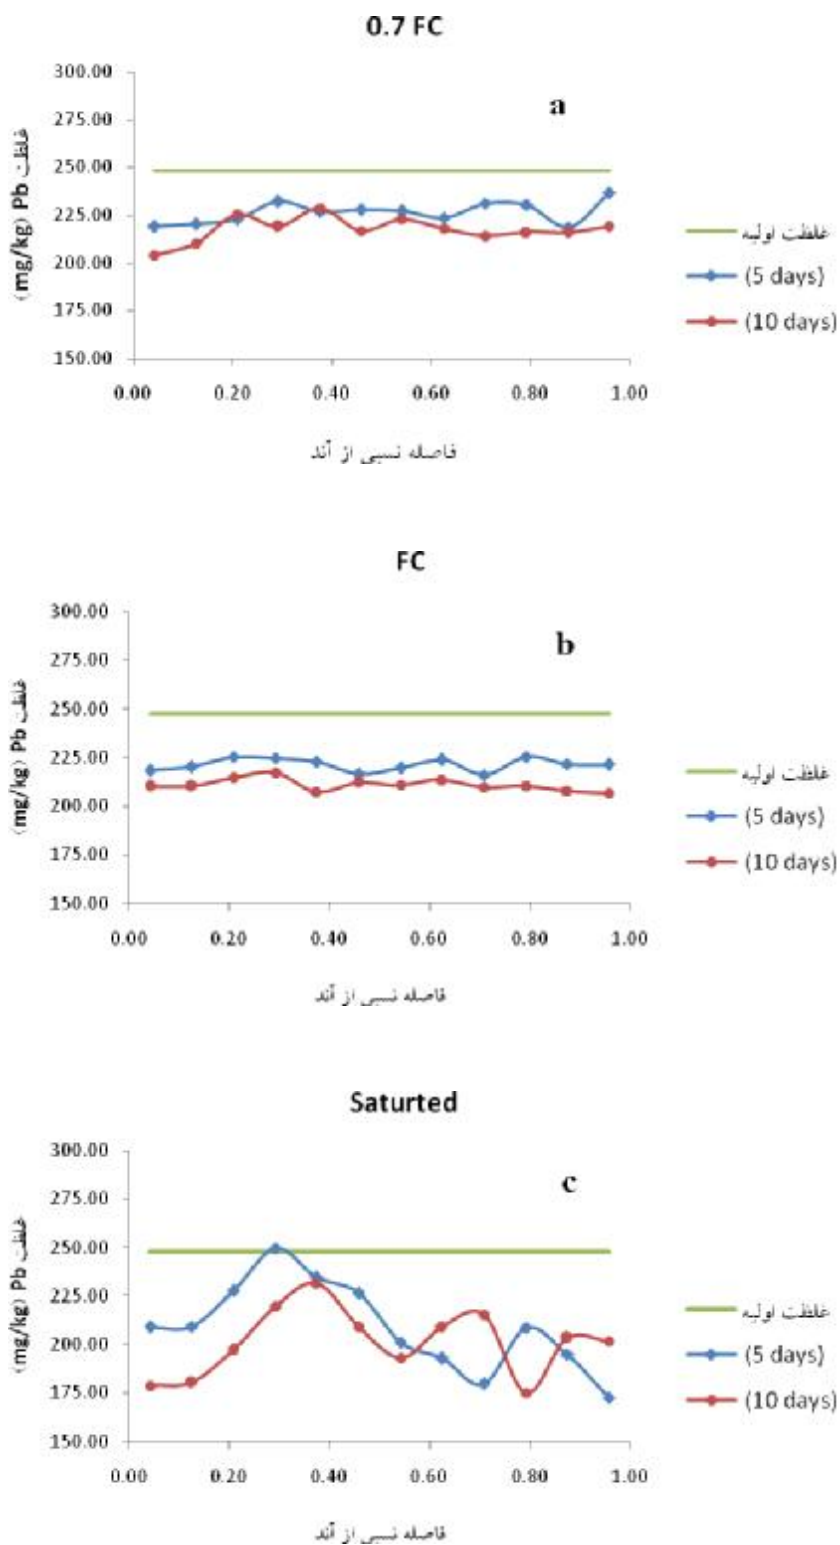 0.7 FC
a
300.00
275.00
250.00
225.00
200.00
175.00
150.00
غلظت Pb (mg/kg)
0.00 0.20 0.40 0.60 0.80 1.00
فاصله نسبی از آند
غلظت اولیه
(5 days)
(10 days)
FC
b
300.00
275.00
250.00
225.00
200.00
175.00
150.00
غلظت Pb (mg/kg)
0.00 0.20 0.40 0.60 0.80 1.00
فاصله نسبی از آند
غلظت اولیه
(5 days)
(10 days)
Saturted
c
300.00
275.00
250.00
225.00
200.00
175.00
150.00
غلظت Pb (mg/kg)
0.00 0.20 0.40 0.60 0.80 1.00
فاصله نسبی از آند
غلظت اولیه
(5 days)
(10 days)